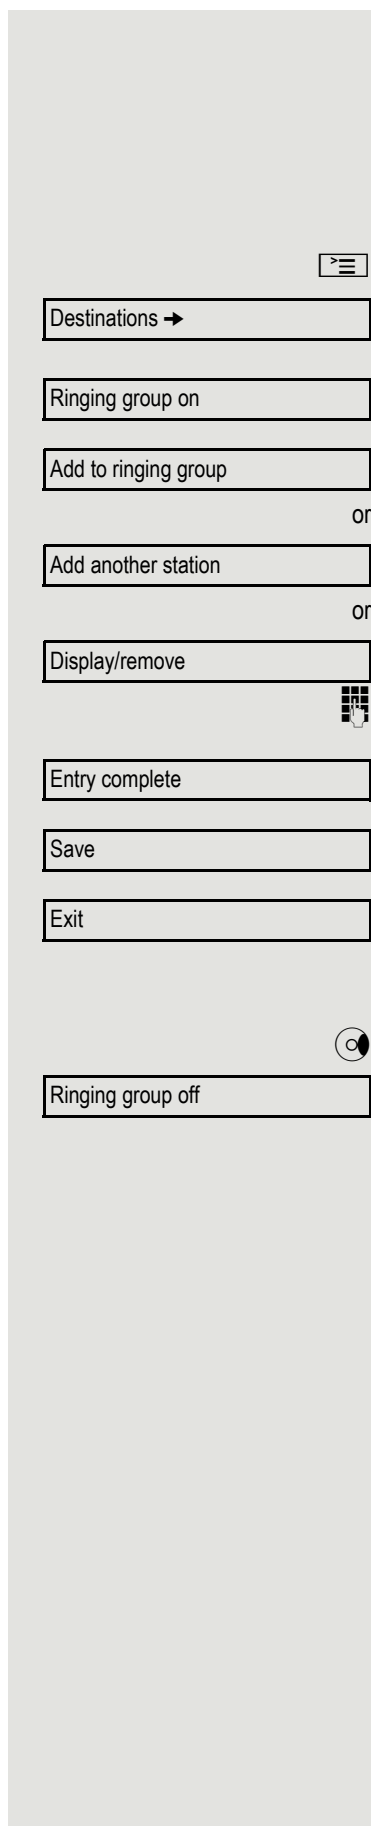 Destinations ➔
Ringing group on
Add to ringing group
or
Add another station
or
Display/remove
Entry complete
Save
Exit
Ringing group off